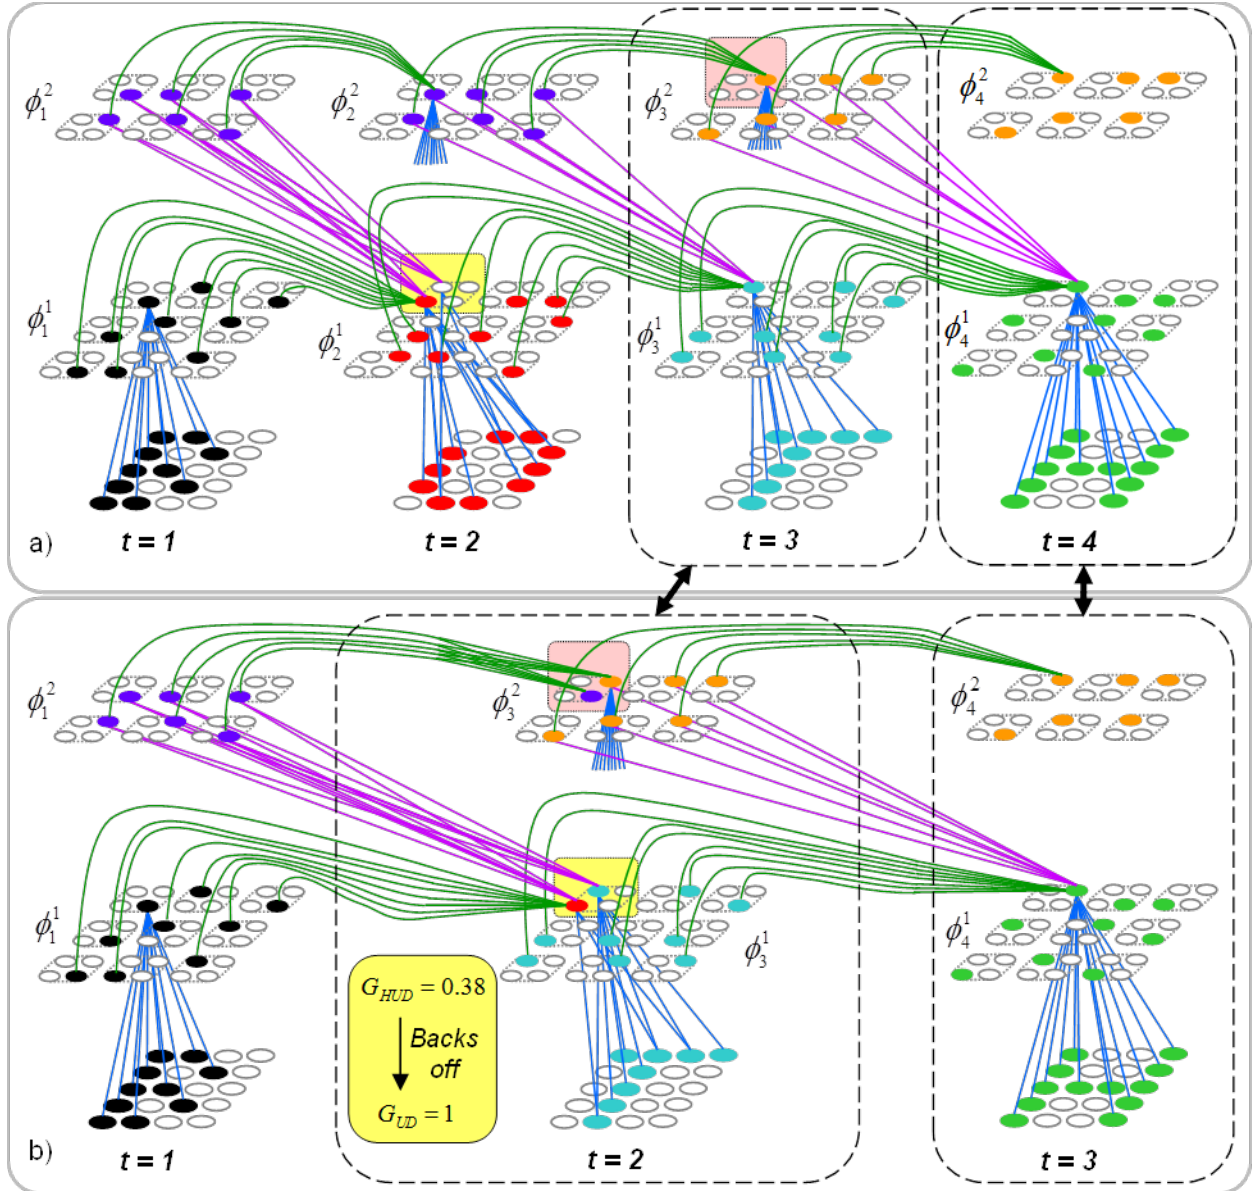 ϕ₁² ϕ₂² ϕ₃² ϕ₄²
ϕ₁¹ ϕ₂¹ ϕ₃¹ ϕ₄¹
a) t = 1 t = 2 t = 3 t = 4
ϕ₁² ϕ₃² ϕ₄²
ϕ₁¹ ϕ₃¹ ϕ₄¹
G_HUD = 0.38
Backs
off
G_UD = 1
b) t = 1 t = 2 t = 3